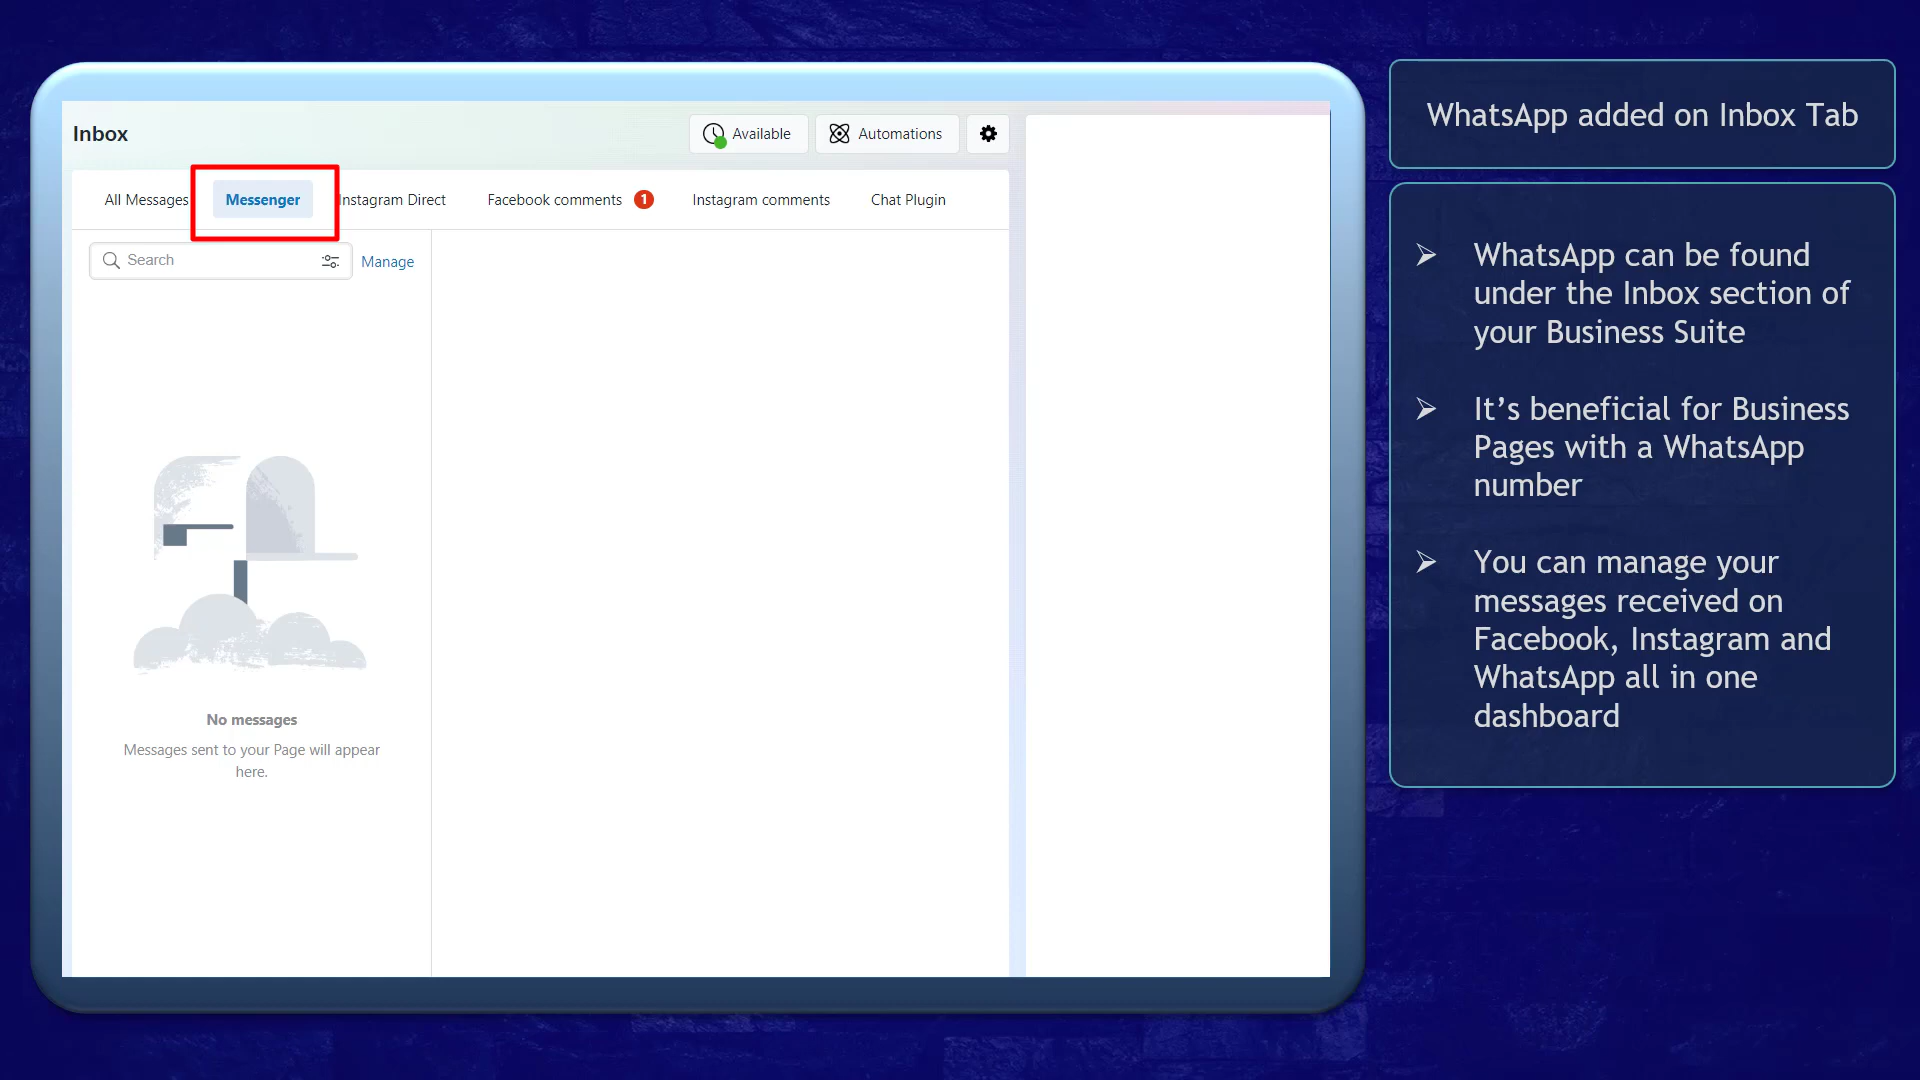 Inbox
Available
Automations
All Messages
Messenger
Instagram Direct
Facebook comments 1
Instagram comments
Chat Plugin
Search
Manage
No messages
Messages sent to your Page will appear
here.
WhatsApp added on Inbox Tab
➢ WhatsApp can be found
under the Inbox section of
your Business Suite
➢ It’s beneficial for Business
Pages with a WhatsApp
number
➢ You can manage your
messages received on
Facebook, Instagram and
WhatsApp all in one
dashboard